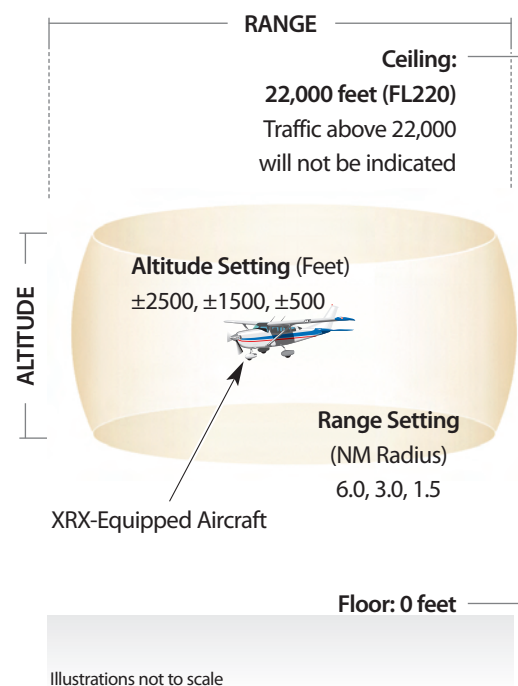 RANGE
Ceiling:
22,000 feet (FL220)
Traffic above 22,000
will not be indicated
ALTITUDE
Altitude Setting (Feet)
±2500, ±1500, ±500
Range Setting
(NM Radius)
6.0, 3.0, 1.5
XRX-Equipped Aircraft
Floor: 0 feet
Illustrations not to scale